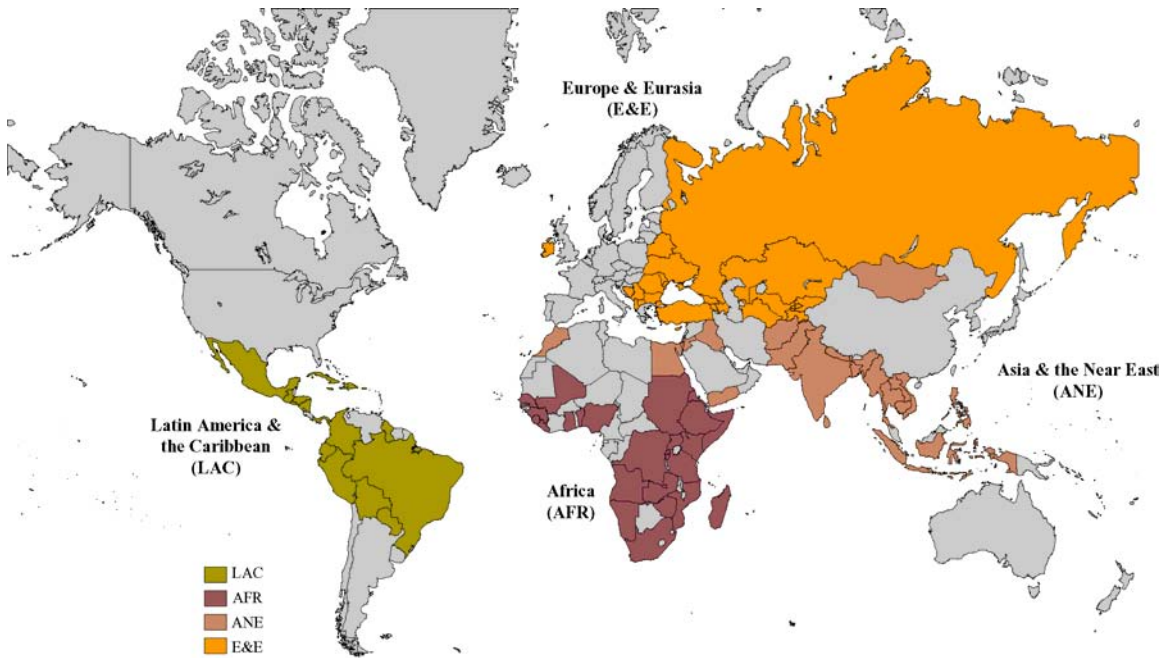 Europe & Eurasia
(E&E)
Asia & the Near East
(ANE)
Latin America &
the Caribbean
(LAC)
Africa
(AFR)
LAC
AFR
ANE
E&E